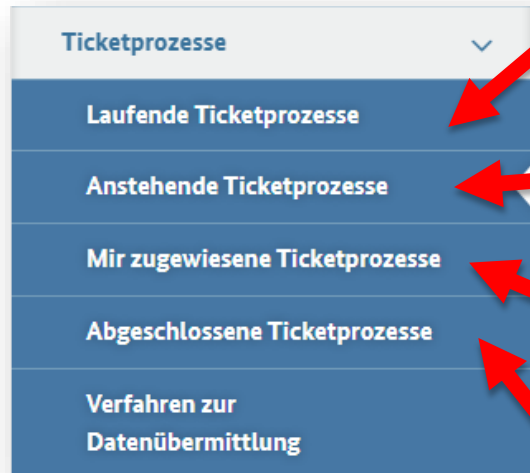 Ticketprozesse
Laufende Ticketprozesse
Anstehende Ticketprozesse
Mir zugewiesene Ticketprozesse
Abgeschlossene Ticketprozesse
Verfahren zur
Datenübermittlung